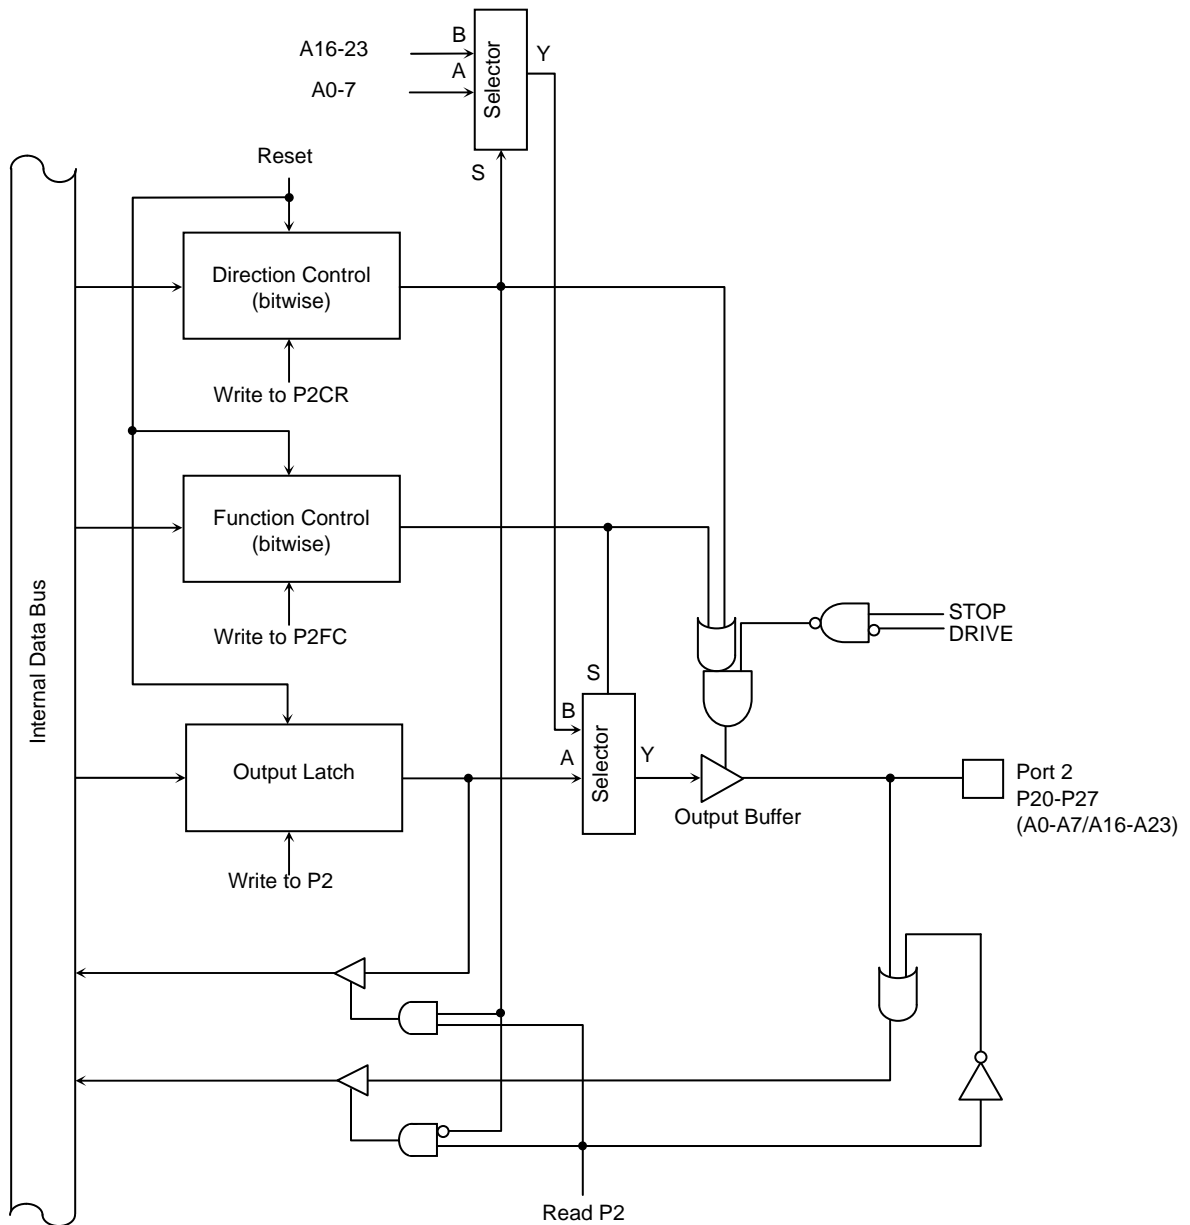 A16-23
B
Y
A
A0-7
Selector
S
Reset
Direction Control
(bitwise)
Write to P2CR
Function Control
(bitwise)
Write to P2FC
Internal Data Bus
STOP
DRIVE
S
B
A
Selector
Y
Output Latch
Output Buffer
Port 2
P20-P27
(A0-A7/A16-A23)
Write to P2
Read P2